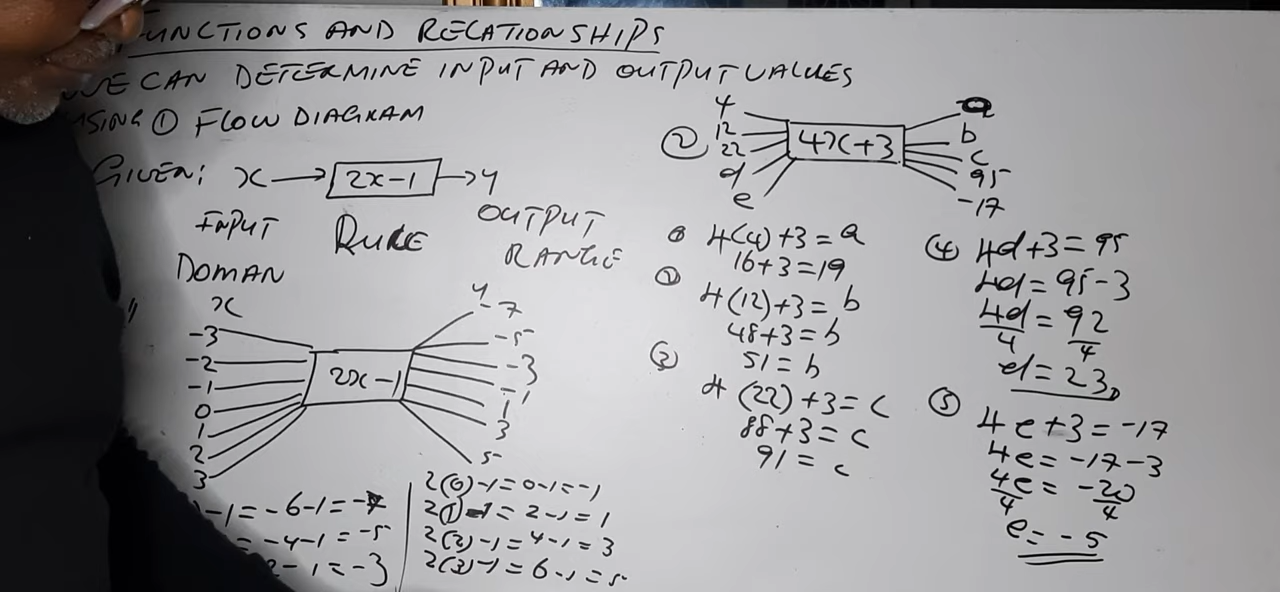 FUNCTIONS AND RELATIONSHIPS
WE CAN DETERMINE INPUT AND OUTPUT VALUES
USING ① FLOW DIAGRAM
GIVEN: x → 2x-1 → y
INPUT RULE OUTPUT
DOMAN RANGE
x y
-3 -7
-2 -5
-1 2x-1 -3
0 -1
1 1
2 3
3 5
-1=-6-1=-7
=-4-1=-5
2-1=-3
2(0)-1=0-1=-1
2(1)-1=2-1=1
2(2)-1=4-1=3
2(3)-1=6-1=5
②
4 a
12 b
22 4x+3 c
d 95
e -17
① 4(4)+3=a
16+3=19
② 4(12)+3=b
48+3=b
51=b
③ 4(22)+3=c
88+3=c
91=c
④ 4d+3=95
4d=95-3
4d/4=92/4
d=23
⑤ 4e+3=-17
4e=-17-3
4e/4=-20/4
e=-5